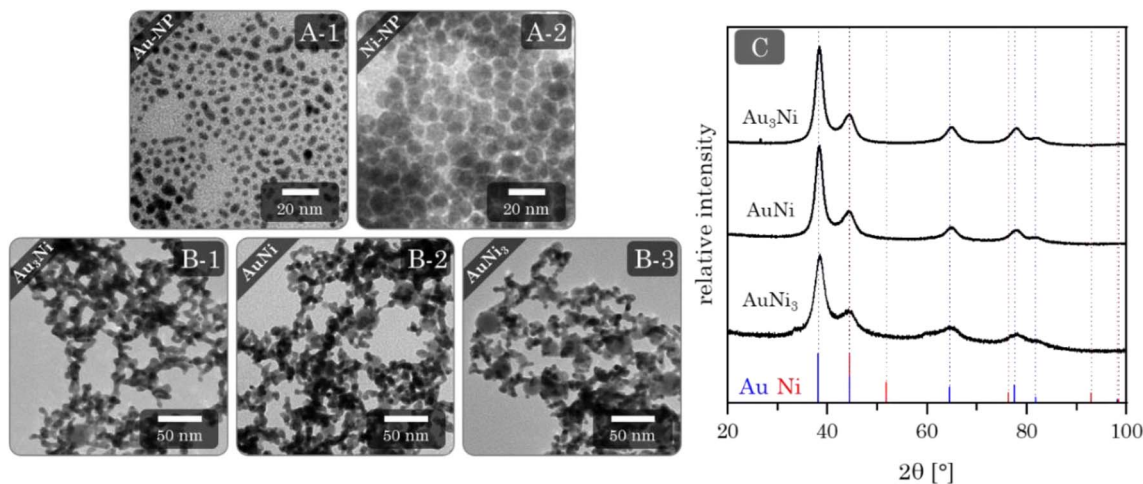 Au-NP
A-1
20 nm
Ni-NP
A-2
20 nm
Au₃Ni
B-1
50 nm
AuNi
B-2
50 nm
AuNi₃
B-3
50 nm
C
relative intensity
Au₃Ni
AuNi
AuNi₃
Au Ni
20 40 60 80 100
2θ [°]